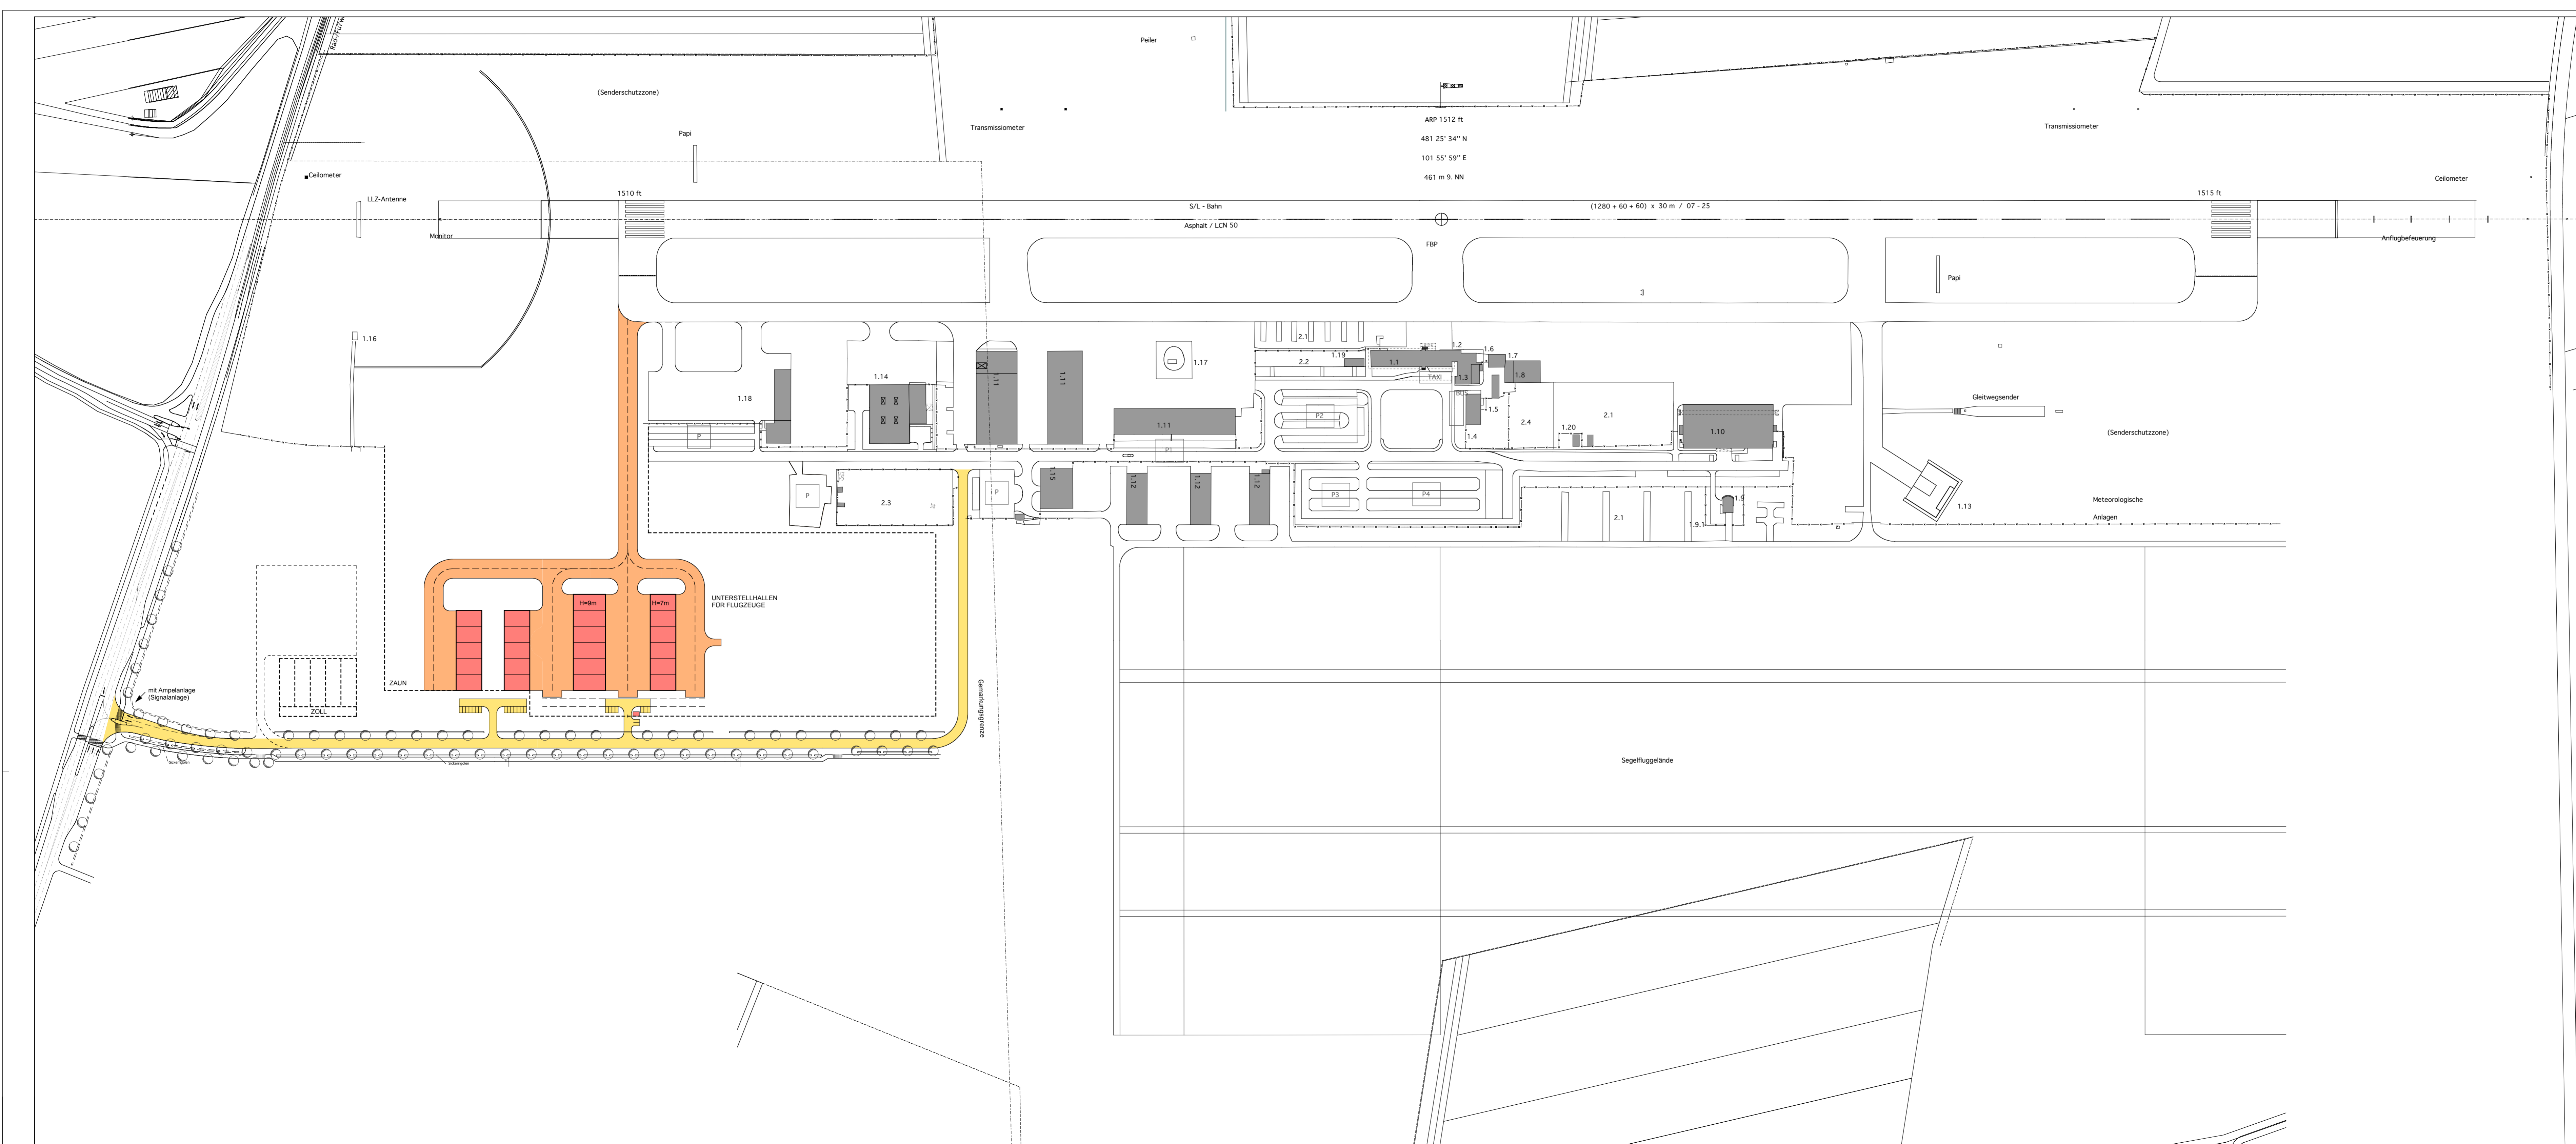 Rad-/Fu/w
Peiler
(Senderschutzzone)
Transmissiometer
ARP 1512 ft
481 25' 34'' N
101 55' 59'' E
461 m 9. NN
Transmissiometer
Papi
Ceilometer
Ceilometer
LLZ-Antenne
1510 ft
1515 ft
S/L - Bahn
(1280 + 60 + 60) x 30 m / 07 - 25
Asphalt / LCN 50
Monitor
FBP
Anflugbefeuerung
Papi
1.16
2.1
1.2
1.19
1.6
1.7
2.2
1.1
1.17
1.14
1.11
1.11
TAXI
1.3
1.8
1.18
BUS
1.5
Gleitwegsender
P2
2.4
2.1
1.11
1.20
1.10
P
1.4
(Senderschutzzone)
P1
1.15
1.12
1.12
1.12
P
P
P3
P4
2.3
1.9
2.1
1.9.1
1.13
Meteorologische
Anlagen
UNTERSTELLHALLEN
FÜR FLUGZEUGE
H=9m
H=7m
ZAUN
mit Ampelanlage
(Signalanlage)
ZOLL
Gemarkungsgrenze
Segelfluggelände